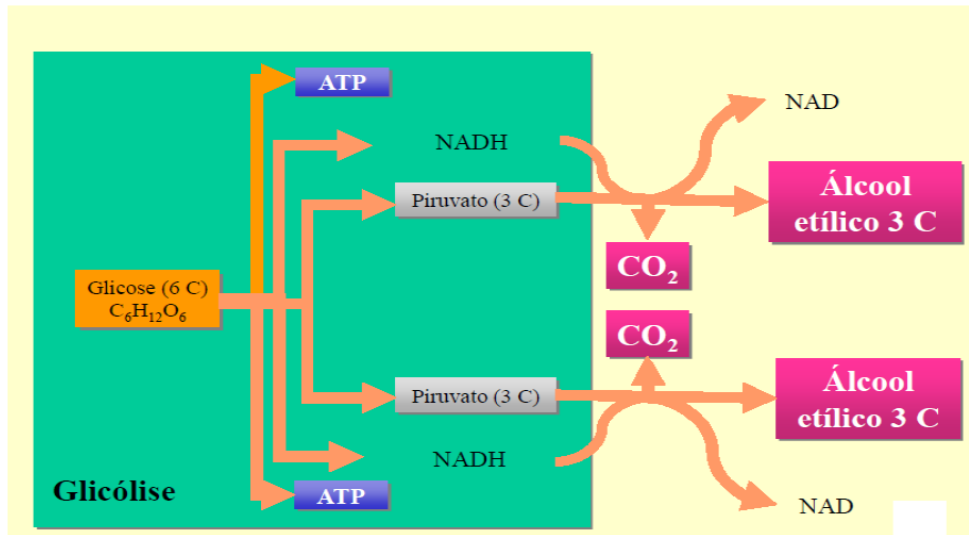 ATP
NADH
NAD
Piruvato (3 C)
Álcool
etílico 3 C
CO₂
Glicose (6 C)
C₆H₁₂O₆
CO₂
Piruvato (3 C)
Álcool
etílico 3 C
NADH
Glicólise
ATP
NAD